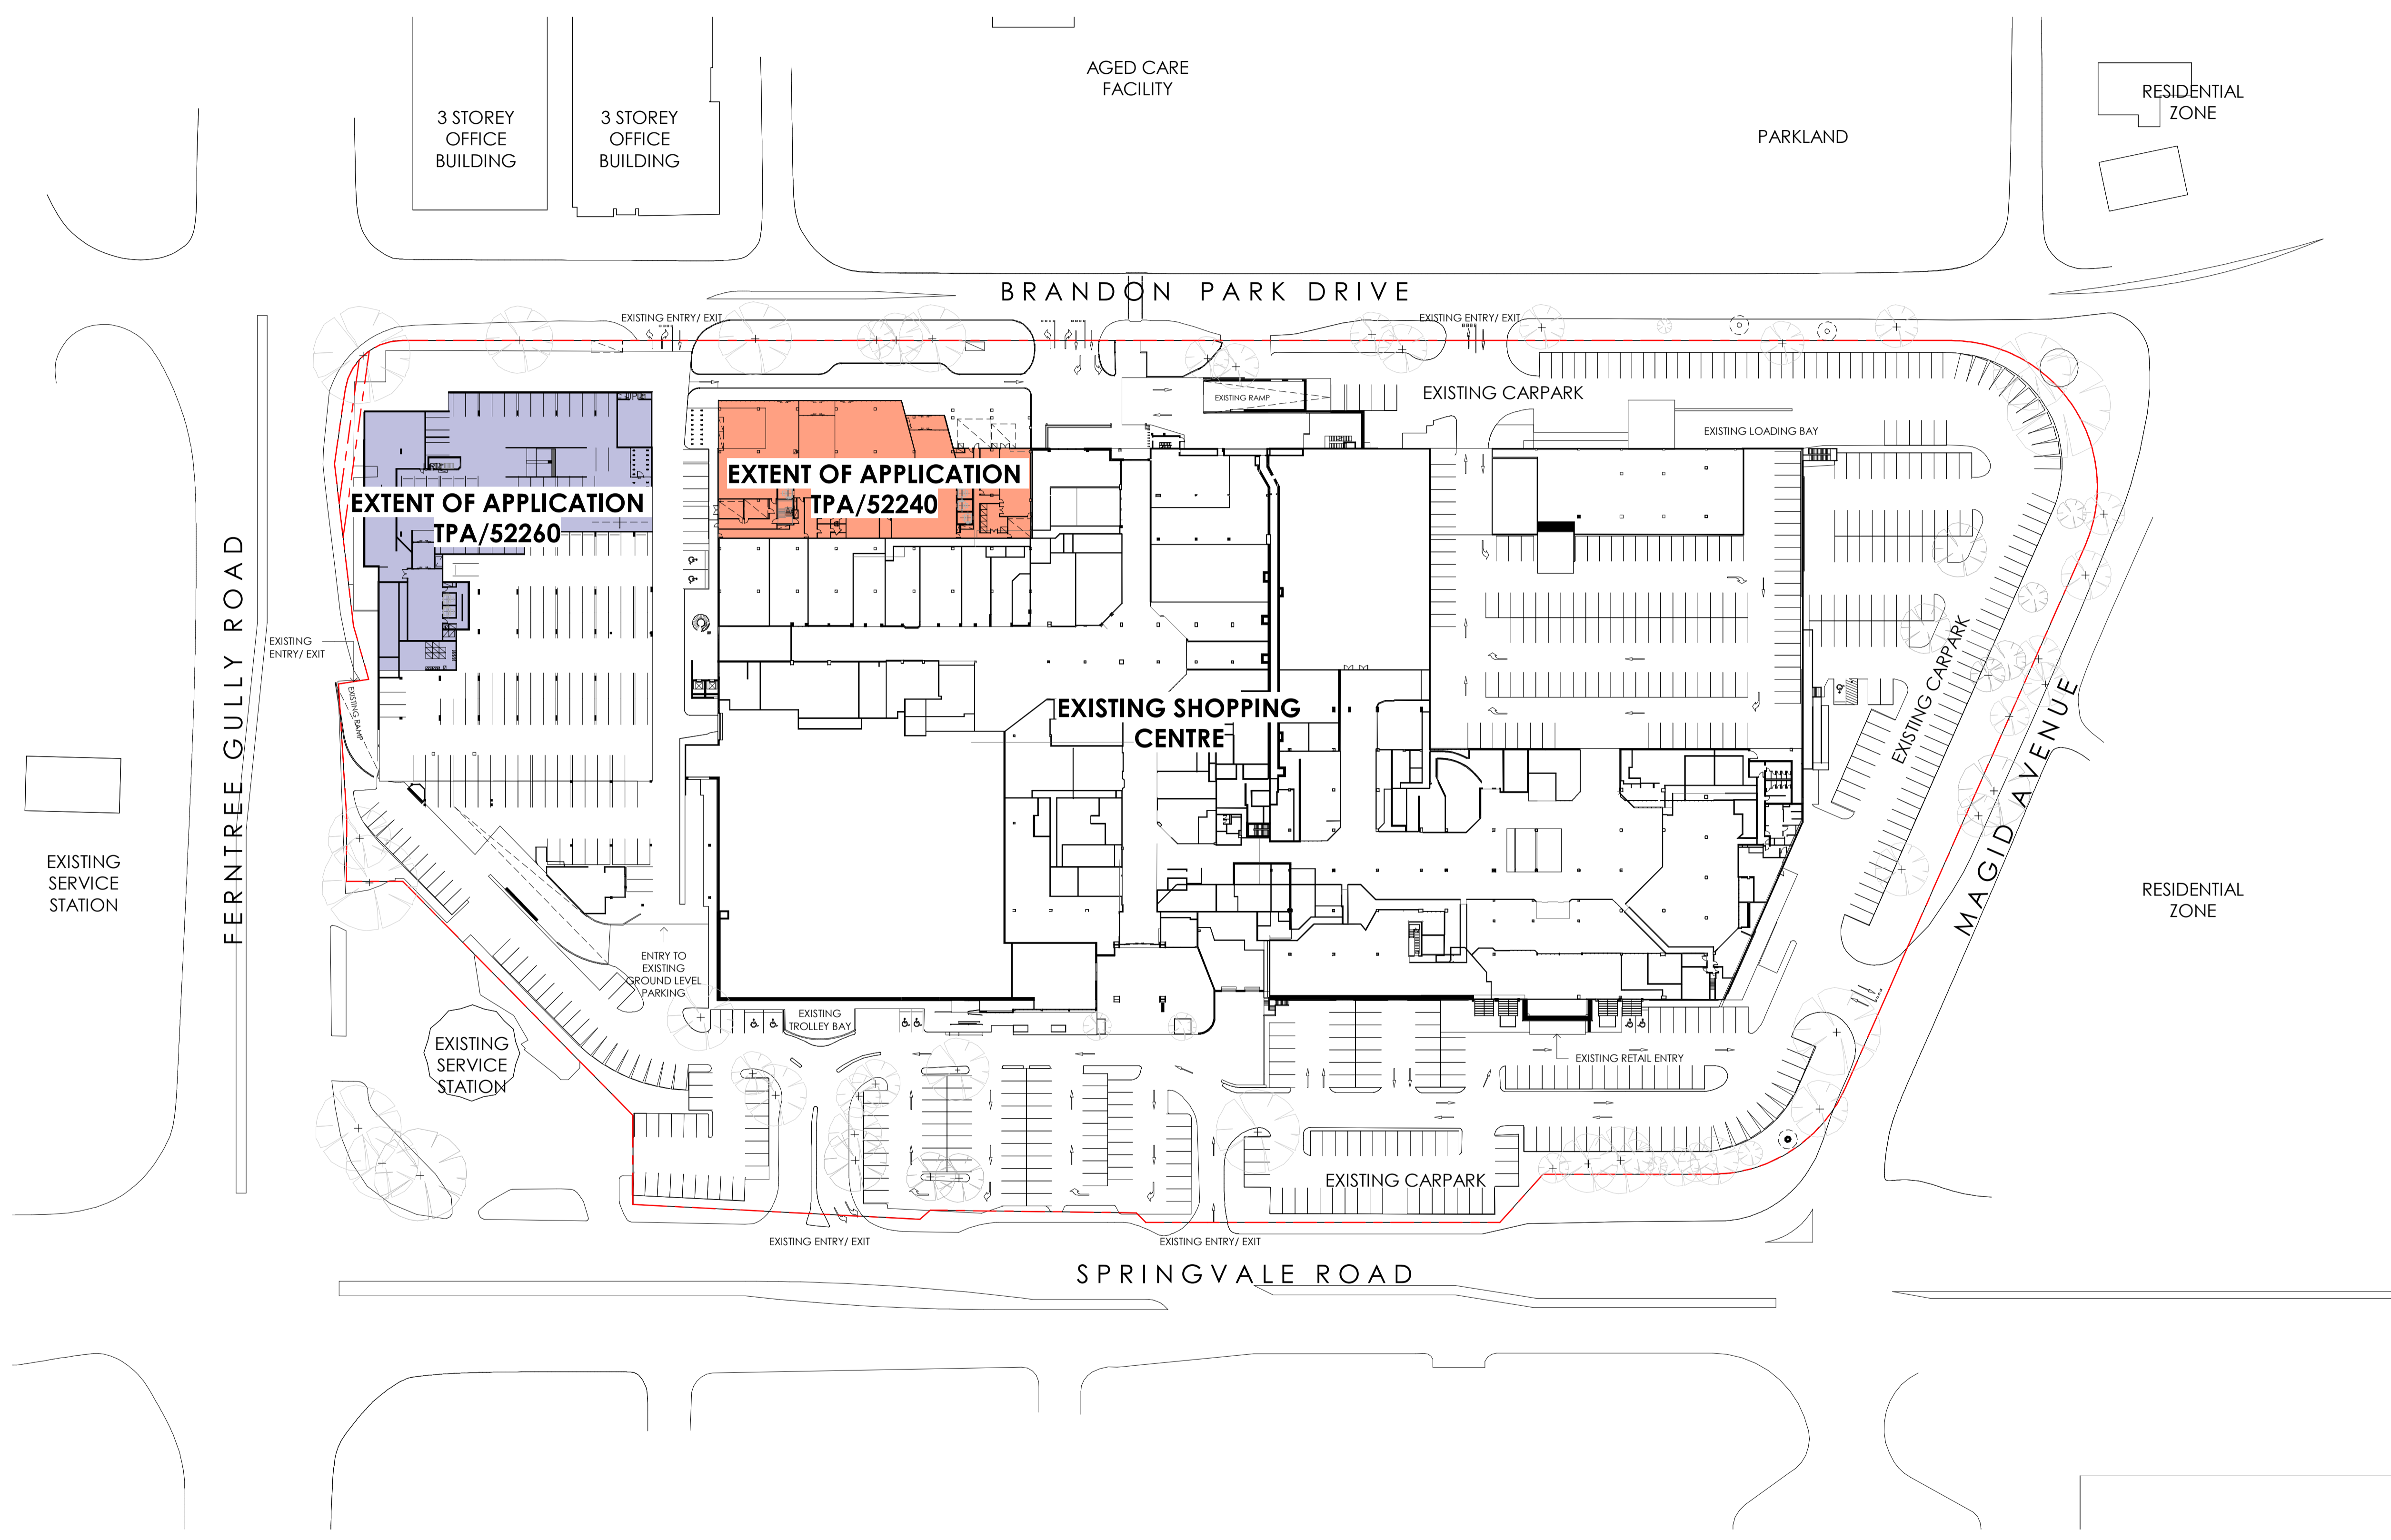 AGED CARE
FACILITY
3 STOREY
OFFICE
BUILDING
3 STOREY
OFFICE
BUILDING
PARKLAND
RESIDENTIAL
ZONE
BRANDON PARK DRIVE
EXISTING ENTRY/ EXIT
EXISTING ENTRY/ EXIT
EXISTING CARPARK
EXISTING RAMP
EXISTING LOADING BAY
EXTENT OF APPLICATION
TPA/52240
EXTENT OF APPLICATION
TPA/52260
FERNTREE GULLY ROAD
EXISTING
ENTRY/ EXIT
EXISTING RAMP
EXISTING SHOPPING
CENTRE
EXISTING CARPARK
MAGID AVENUE
EXISTING
SERVICE
STATION
RESIDENTIAL
ZONE
ENTRY TO
EXISTING
GROUND LEVEL
PARKING
EXISTING
TROLLEY BAY
EXISTING
SERVICE
STATION
EXISTING RETAIL ENTRY
EXISTING CARPARK
EXISTING ENTRY/ EXIT
EXISTING ENTRY/ EXIT
SPRINGVALE ROAD